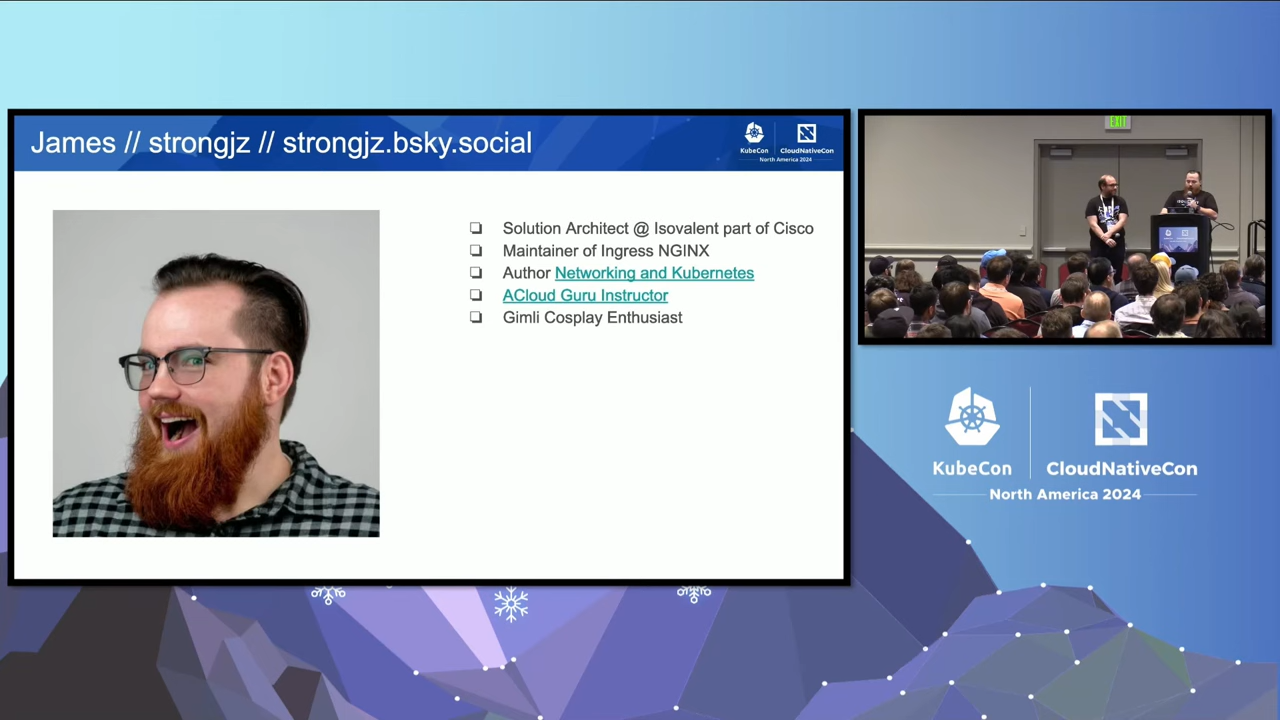 James // strongjz // strongjz.bsky.social
KubeCon
CloudNativeCon
North America 2024
Solution Architect @ Isovalent part of Cisco
Maintainer of Ingress NGINX
Author Networking and Kubernetes
ACloud Guru Instructor
Gimli Cosplay Enthusiast
EXIT
KubeCon
CloudNativeCon
North America 2024